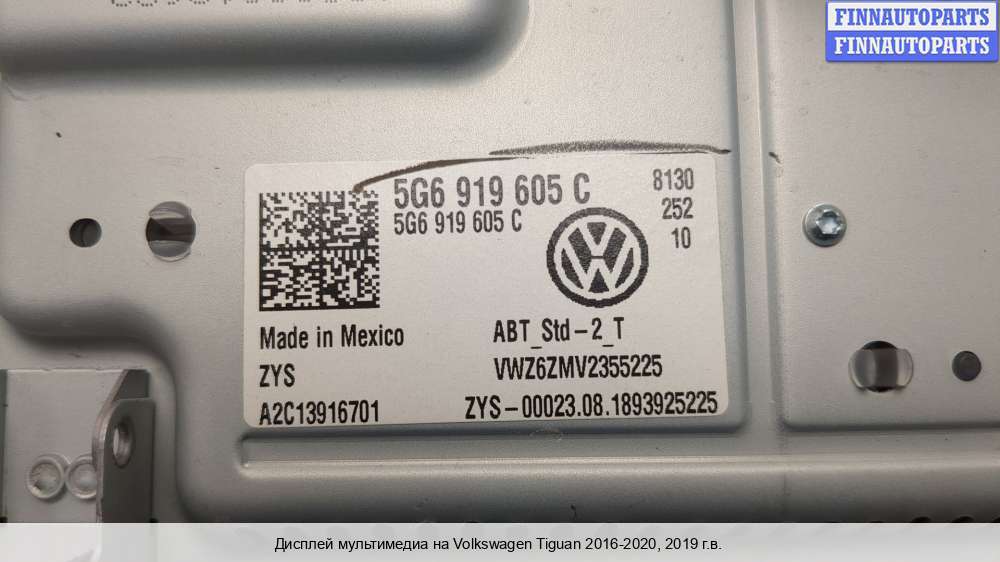 FINNAUTOPARTS
FINNAUTOPARTS
5G6 919 605 C
5G6 919 605 C
8130
252
10
Made in Mexico
ABT_Std-2_T
ZYS
VWZ6ZMV2355225
A2C13916701
ZYS-00023.08.1893925225
Дисплей мультимедиа на Volkswagen Tiguan 2016-2020, 2019 г.в.